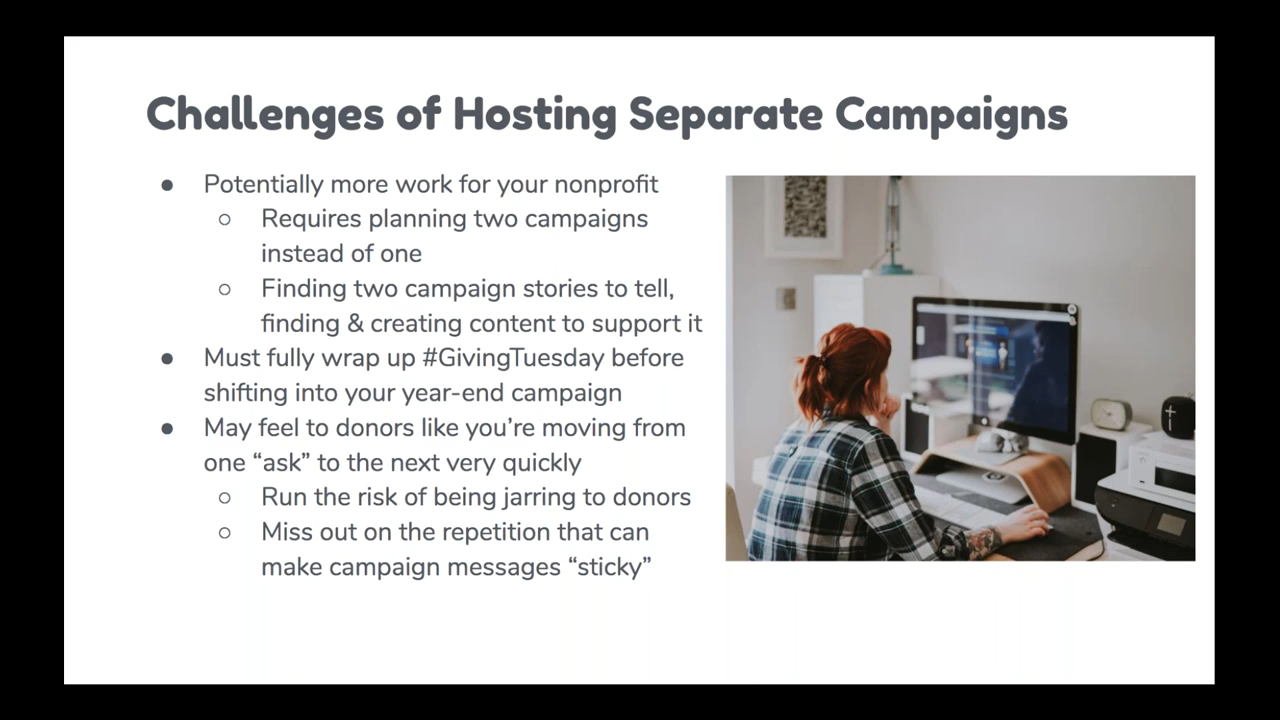 Challenges of Hosting Separate Campaigns
● Potentially more work for your nonprofit
○ Requires planning two campaigns
instead of one
○ Finding two campaign stories to tell,
finding & creating content to support it
● Must fully wrap up #GivingTuesday before
shifting into your year-end campaign
● May feel to donors like you’re moving from
one “ask” to the next very quickly
○ Run the risk of being jarring to donors
○ Miss out on the repetition that can
make campaign messages “sticky”